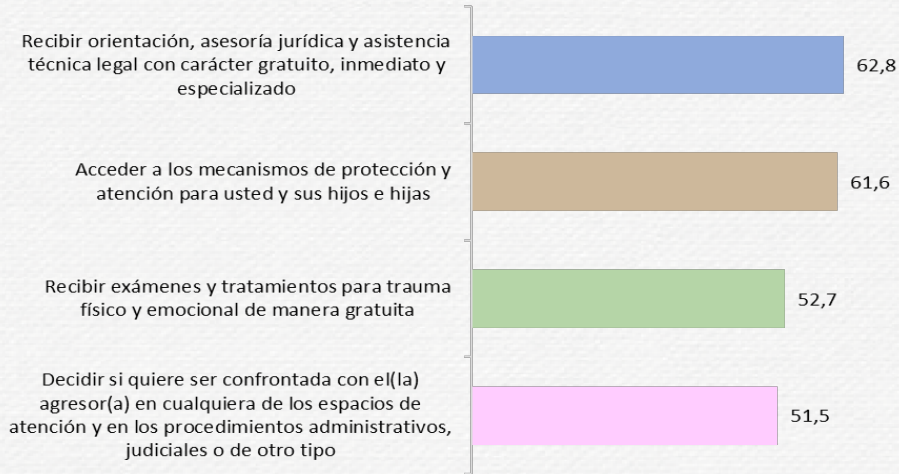 Recibir orientación, asesoría jurídica y asistencia
técnica legal con carácter gratuito, inmediato y
especializado
62,8
Acceder a los mecanismos de protección y
atención para usted y sus hijos e hijas
61,6
Recibir exámenes y tratamientos para trauma
físico y emocional de manera gratuita
52,7
Decidir si quiere ser confrontada con el(la)
agresor(a) en cualquiera de los espacios de
atención y en los procedimientos administrativos,
judiciales o de otro tipo
51,5